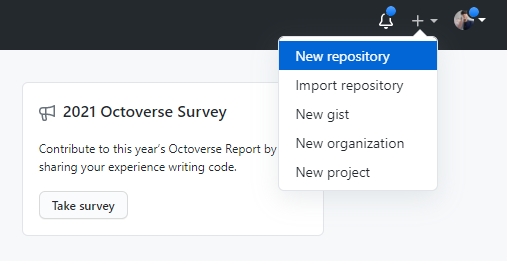 New repository
Import repository
New gist
New organization
New project
2021 Octoverse Survey
Contribute to this year’s Octoverse Report by
sharing your experience writing code.
Take survey